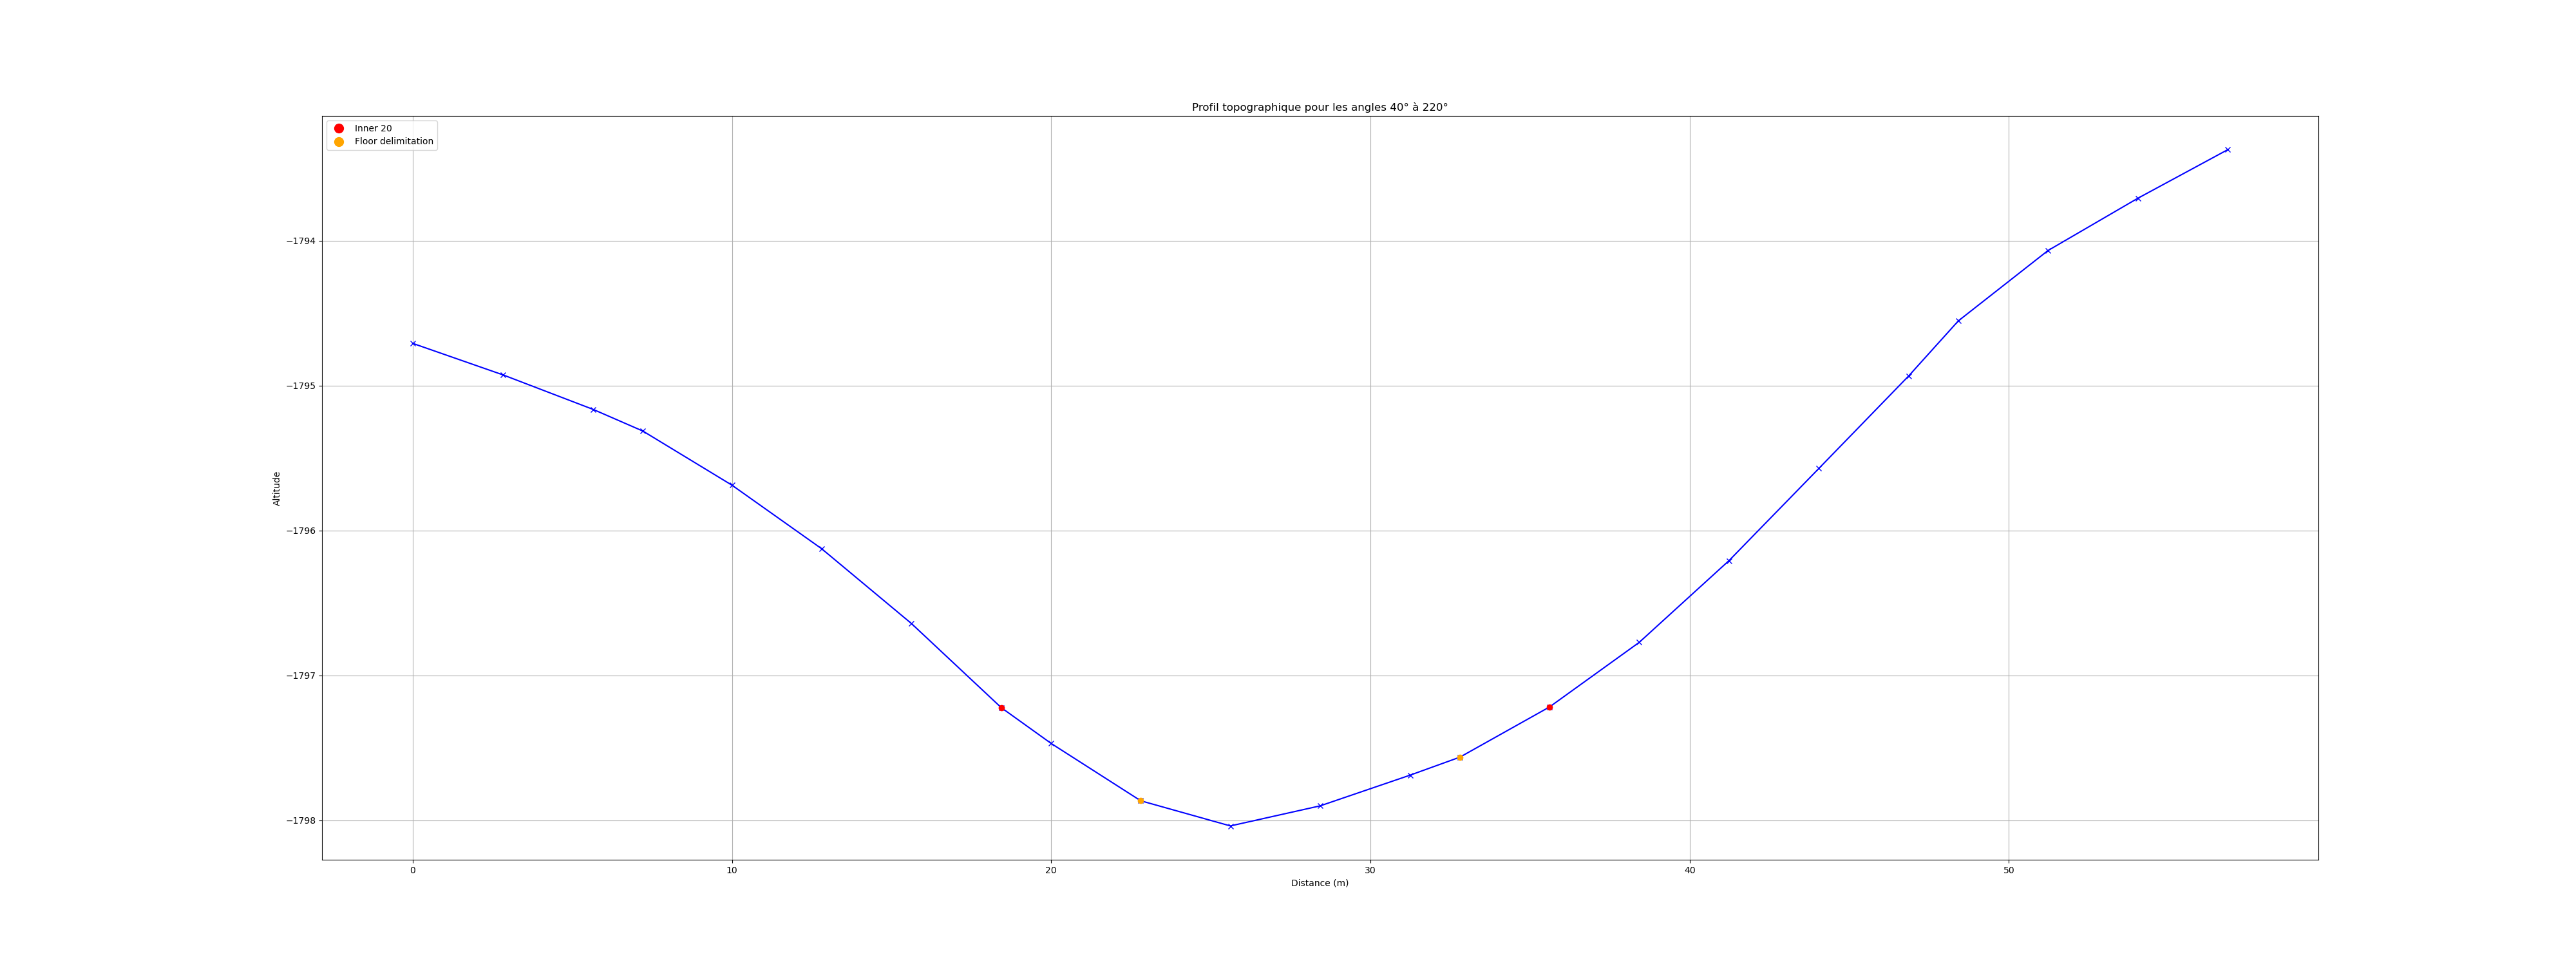 Profil topographique pour les angles 40° à 220°
Inner 20
Floor delimitation
−1794
−1795
−1796
−1797
−1798
Altitude
0 10 20 30 40 50
Distance (m)